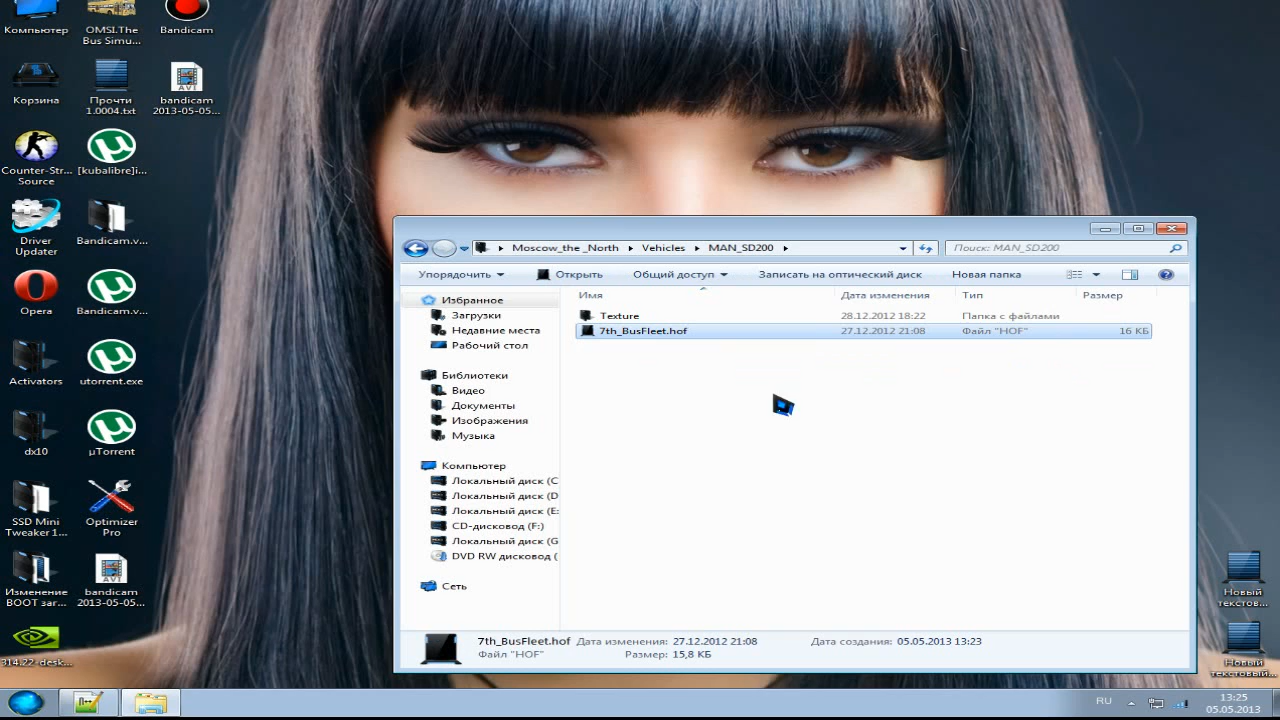 Компьютер
OMSI.The
Bus Simu...
Bandicam
Корзина
Прочти
1.0004.txt
bandicam
2013-05-05...
Counter-Str...
Source
[kubalibre]i...
Driver
Updater
Bandicam.v...
Opera
Bandicam.v...
Activators
utorrent.exe
dx10
µTorrent
SSD Mini
Tweaker 1...
Optimizer
Pro
Изменение
BOOT заг...
bandicam
2013-05-05...
314.22-desk...
Moscow_the _North
Vehicles
MAN_SD200
Поиск: MAN_SD200
Упорядочить
Открыть
Общий доступ
Записать на оптический диск
Новая папка
Имя
Дата изменения
Тип
Размер
Texture
28.12.2012 18:22
Папка с файлами
7th_BusFleet.hof
27.12.2012 21:08
Файл "HOF"
16 КБ
Избранное
Загрузки
Недавние места
Рабочий стол
Библиотеки
Видео
Документы
Изображения
Музыка
Компьютер
Локальный диск (C
Локальный диск (D
Локальный диск (E:
CD-дисковод (F:)
Локальный диск (G
DVD RW дисковод (
Сеть
7th_BusFleet.hof
Дата изменения: 27.12.2012 21:08
Дата создания: 05.05.2013 13:23
Файл "HOF"
Размер: 15,8 КБ
Новый
текстов...
Новый
текстовый...
RU
13:25
05.05.2013